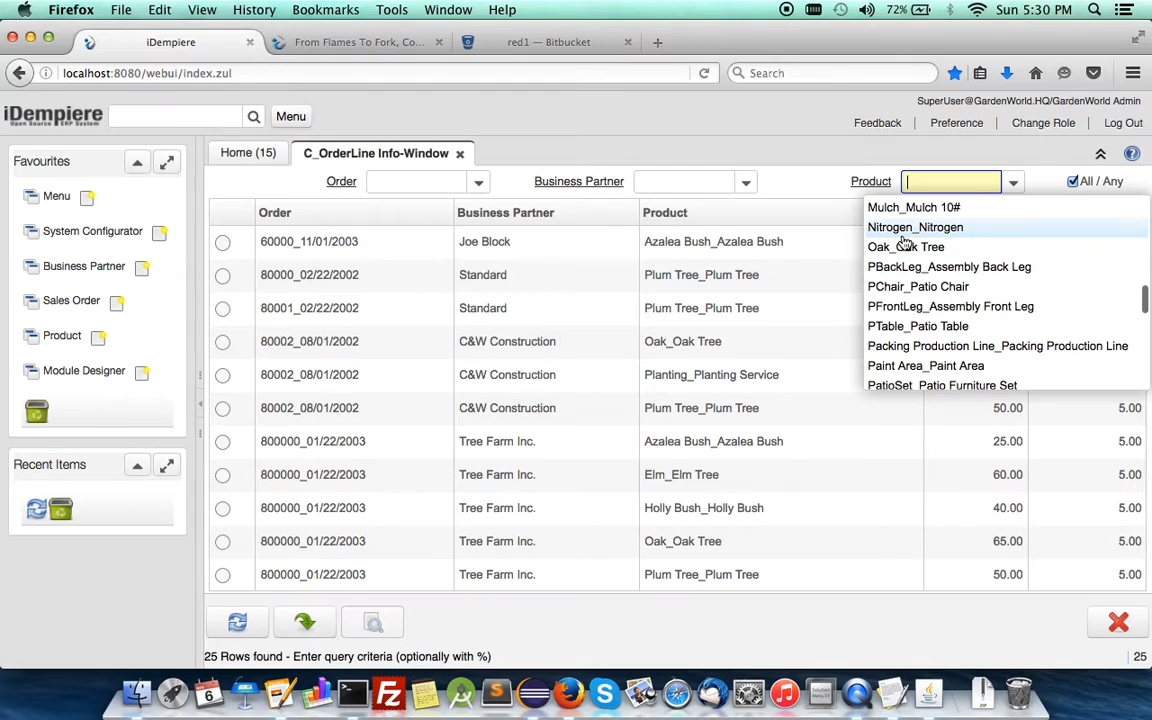 Firefox File Edit View History Bookmarks Tools Window Help 72% Sun 5:30 PM
iDempiere From Flames To Fork, Co... red1 — Bitbucket
localhost:8080/webui/index.zul Search
SuperUser@GardenWorld.HQ/GardenWorld Admin
iDempiere
Open Source ERP System
Menu
Feedback Preference Change Role Log Out
Favourites
Menu
System Configurator
Business Partner
Sales Order
Product
Module Designer
Recent Items
Home (15) C_OrderLine Info-Window
Order Business Partner Product All / Any
Order Business Partner Product
60000_11/01/2003 Joe Block Azalea Bush_Azalea Bush
80000_02/22/2002 Standard Plum Tree_Plum Tree
80001_02/22/2002 Standard Plum Tree_Plum Tree
80002_08/01/2002 C&W Construction Oak_Oak Tree
80002_08/01/2002 C&W Construction Planting_Planting Service
80002_08/01/2002 C&W Construction Plum Tree_Plum Tree 50.00 5.00
800000_01/22/2003 Tree Farm Inc. Azalea Bush_Azalea Bush 25.00 5.00
800000_01/22/2003 Tree Farm Inc. Elm_Elm Tree 60.00 5.00
800000_01/22/2003 Tree Farm Inc. Holly Bush_Holly Bush 40.00 5.00
800000_01/22/2003 Tree Farm Inc. Oak_Oak Tree 65.00 5.00
800000_01/22/2003 Tree Farm Inc. Plum Tree_Plum Tree 50.00 5.00
Mulch_Mulch 10#
Nitrogen_Nitrogen
Oak_Oak Tree
PBackLeg_Assembly Back Leg
PChair_Patio Chair
PFrontLeg_Assembly Front Leg
PTable_Patio Table
Packing Production Line_Packing Production Line
Paint Area_Paint Area
PatioSet_Patio Furniture Set
25 Rows found - Enter query criteria (optionally with %) 25